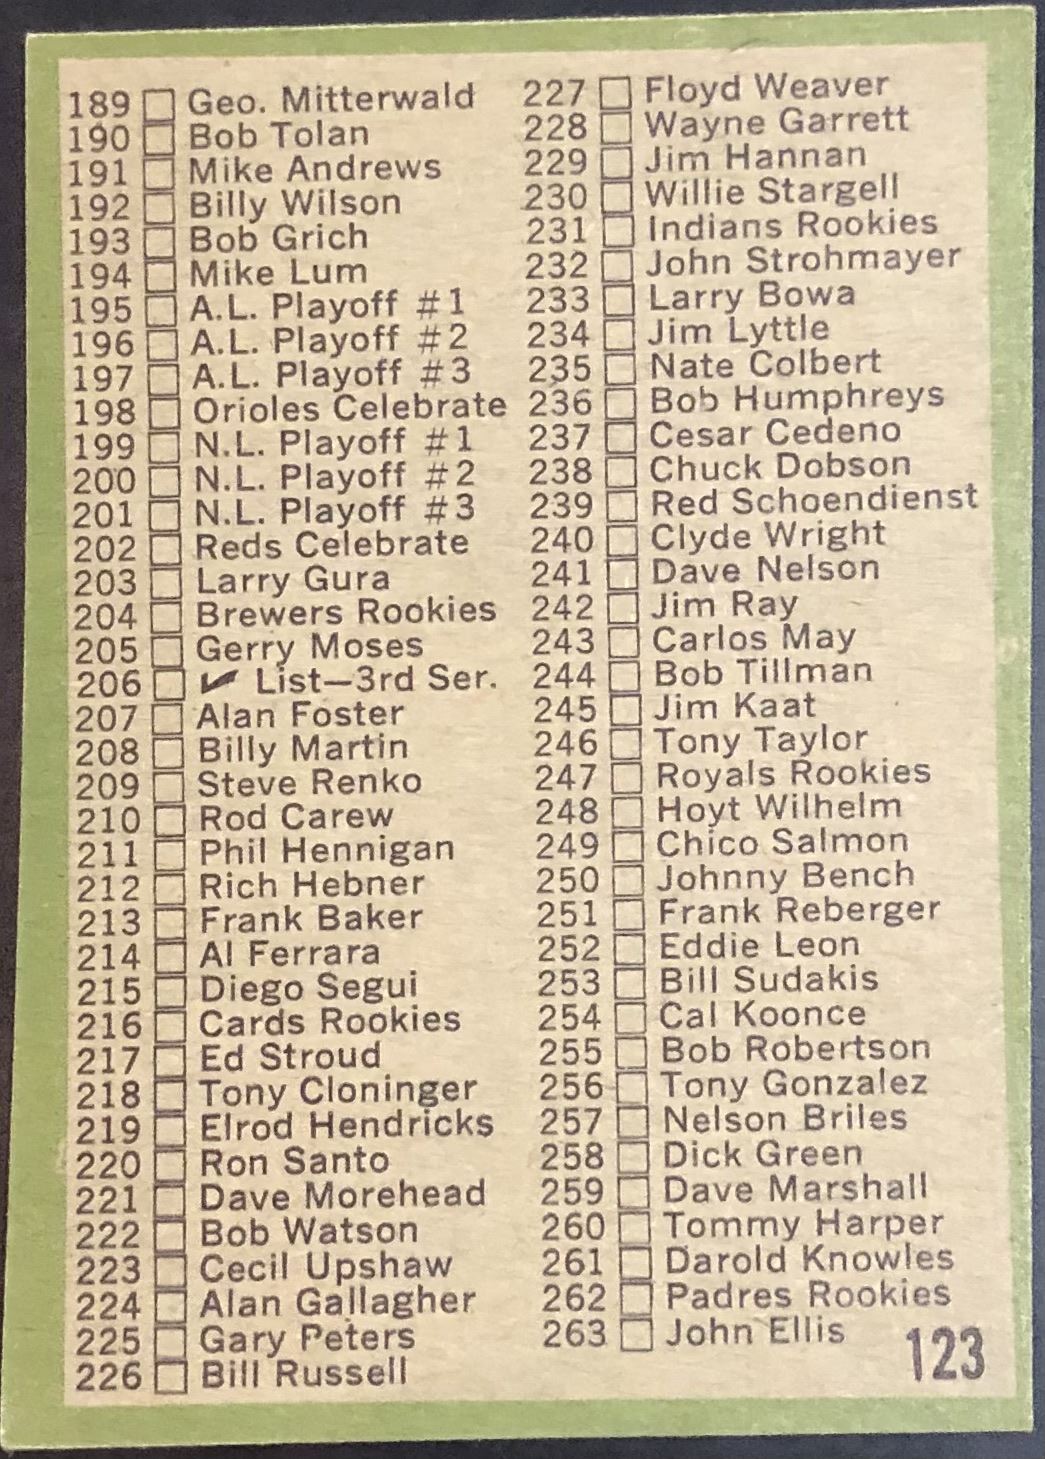 189 Geo. Mitterwald
190 Bob Tolan
191 Mike Andrews
192 Billy Wilson
193 Bob Grich
194 Mike Lum
195 A.L. Playoff #1
196 A.L. Playoff #2
197 A.L. Playoff #3
198 Orioles Celebrate
199 N.L. Playoff #1
200 N.L. Playoff #2
201 N.L. Playoff #3
202 Reds Celebrate
203 Larry Gura
204 Brewers Rookies
205 Gerry Moses
206 ✔ List—3rd Ser.
207 Alan Foster
208 Billy Martin
209 Steve Renko
210 Rod Carew
211 Phil Hennigan
212 Rich Hebner
213 Frank Baker
214 Al Ferrara
215 Diego Segui
216 Cards Rookies
217 Ed Stroud
218 Tony Cloninger
219 Elrod Hendricks
220 Ron Santo
221 Dave Morehead
222 Bob Watson
223 Cecil Upshaw
224 Alan Gallagher
225 Gary Peters
226 Bill Russell
227 Floyd Weaver
228 Wayne Garrett
229 Jim Hannan
230 Willie Stargell
231 Indians Rookies
232 John Strohmayer
233 Larry Bowa
234 Jim Lyttle
235 Nate Colbert
236 Bob Humphreys
237 Cesar Cedeno
238 Chuck Dobson
239 Red Schoendienst
240 Clyde Wright
241 Dave Nelson
242 Jim Ray
243 Carlos May
244 Bob Tillman
245 Jim Kaat
246 Tony Taylor
247 Royals Rookies
248 Hoyt Wilhelm
249 Chico Salmon
250 Johnny Bench
251 Frank Reberger
252 Eddie Leon
253 Bill Sudakis
254 Cal Koonce
255 Bob Robertson
256 Tony Gonzalez
257 Nelson Briles
258 Dick Green
259 Dave Marshall
260 Tommy Harper
261 Darold Knowles
262 Padres Rookies
263 John Ellis
123